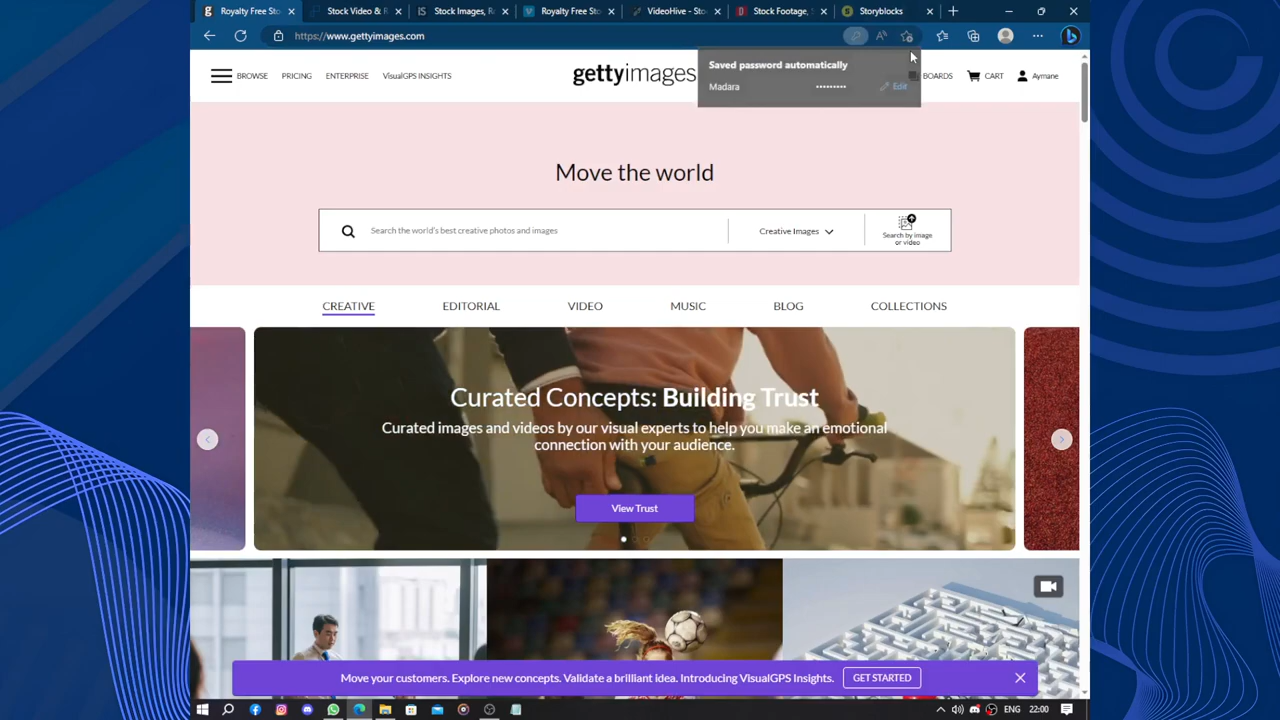 Royalty Free Sto
Stock Video & R
Stock Images, R
Royalty Free Sto
VideoHive - Sto
Stock Footage, S
Storyblocks
https://www.gettyimages.com
Saved password automatically
Madara
Edit
BROWSE
PRICING
ENTERPRISE
VisualGPS INSIGHTS
gettyimages
BOARDS
CART
Aymane
Move the world
Search the world's best creative photos and images
Creative Images
Search by image
or video
CREATIVE
EDITORIAL
VIDEO
MUSIC
BLOG
COLLECTIONS
Curated Concepts: Building Trust
Curated images and videos by our visual experts to help you make an emotional
connection with your audience.
View Trust
Move your customers. Explore new concepts. Validate a brilliant idea. Introducing VisualGPS Insights.
GET STARTED
ENG
22:00